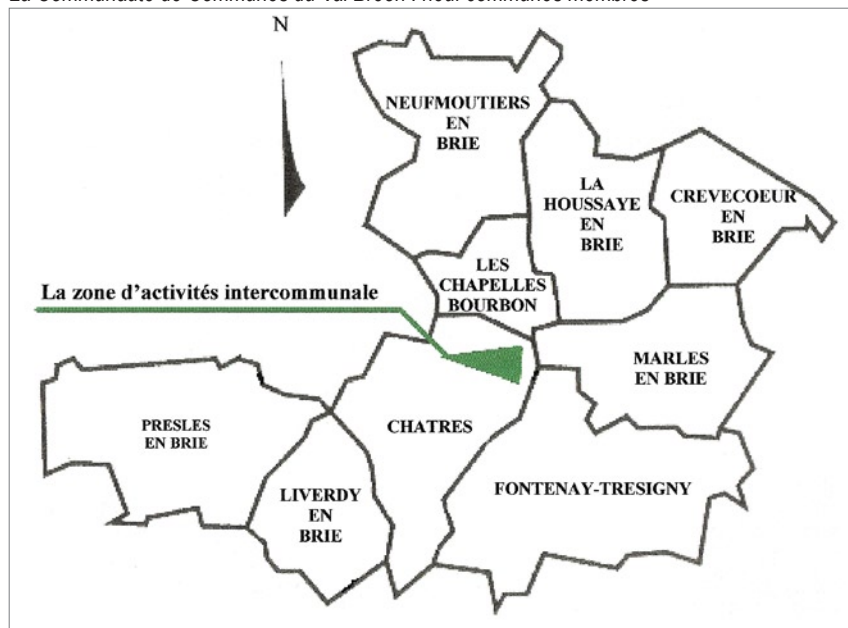 La Communauté de Communes du Val Bréon : neuf communes membres
N
NEUFMOUTIERS
EN
BRIE
LA
HOUSSAYE
EN
BRIE
CREVECOEUR
EN
BRIE
LES
CHAPELLES
BOURBON
La zone d'activités intercommunale
MARLES
EN BRIE
PRESLES
EN BRIE
CHATRES
LIVERDY
EN
BRIE
FONTENAY-TRESIGNY